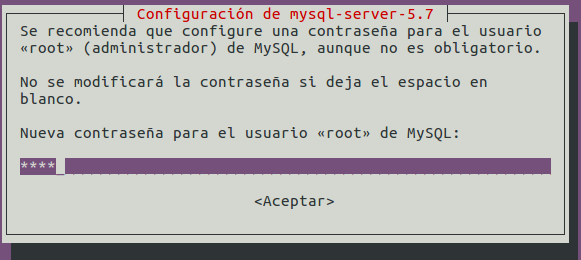 Configuración de mysql-server-5.7
Se recomienda que configure una contraseña para el usuario
«root» (administrador) de MySQL, aunque no es obligatorio.
No se modificará la contraseña si deja el espacio en
blanco.
Nueva contraseña para el usuario «root» de MySQL:
****_
<Aceptar>